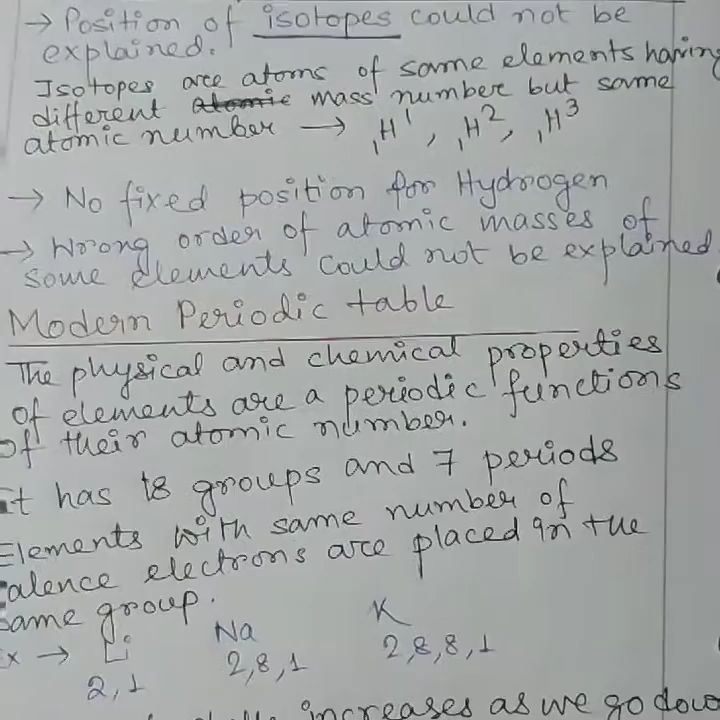 → Position of isotopes could not be
explained.
Isotopes are atoms of same elements having
different atomic mass number but same
atomic number → ₁H¹, ₁H², ₁H³
→ No fixed position for Hydrogen
→ Wrong order of atomic masses of
some elements could not be explained
Modern Periodic table
The physical and chemical properties
of elements are a periodic functions
of their atomic number.
it has 18 groups and 7 periods
Elements with same number of
valence electrons are placed in the
same group.
Ex → Li Na K
2,1 2,8,1 2,8,8,1
increases as we go down